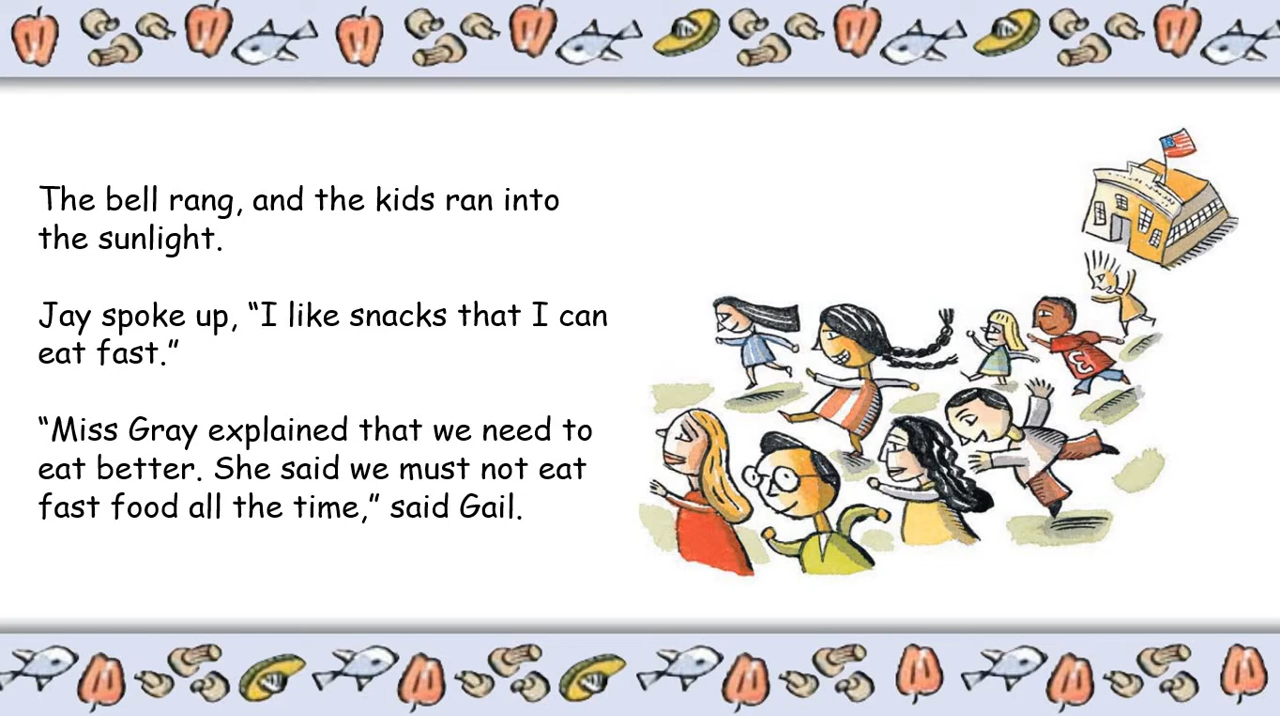 The bell rang, and the kids ran into
the sunlight.
Jay spoke up, “I like snacks that I can
eat fast.”
“Miss Gray explained that we need to
eat better. She said we must not eat
fast food all the time,” said Gail.